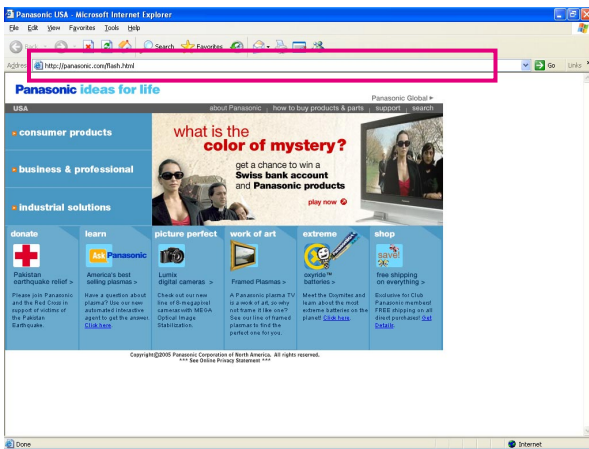 Panasonic USA - Microsoft Internet Explorer
File Edit View Favorites Tools Help
Back Search Favorites
Address http://panasonic.com/flash.html Go Links
Panasonic ideas for life
Panasonic Global
USA about Panasonic how to buy products & parts support search
consumer products
business & professional
industrial solutions
what is the
color of mystery?
get a chance to win a
Swiss bank
account
and Panasonic
products
play now
donate learn picture perfect work of art extreme shop
Ask Panasonic
save!
Pakistan
earthquake relief >
Please join Panasonic
and the Red Cross in
support of victims of
the Pakistan
Earthquake.
America's best
selling plasmas >
Have a question about
plasma? Use our new
automated interactive
agent to get the answer.
Click here.
Lumix
digital cameras >
Check out our new
line of 8-megapixel
cameras with MEGA
Optical Image
Stabilization.
Framed Plasmas >
A Panasonic plasma TV
is a work of art, so why
not frame it like one?
See our line of framed
plasmas to find the
perfect one for you.
oxyride™
batteries >
Meet the Oxymites and
learn about the most
extreme batteries on the
planet! Click here.
free shipping
on everything >
Exclusive for Club
Panasonic members!
FREE shipping on all
direct purchases! Get
Details.
Copyright©2005 Panasonic Corporation of North America. All rights reserved.
*** See Online Privacy Statement ***
Done Internet